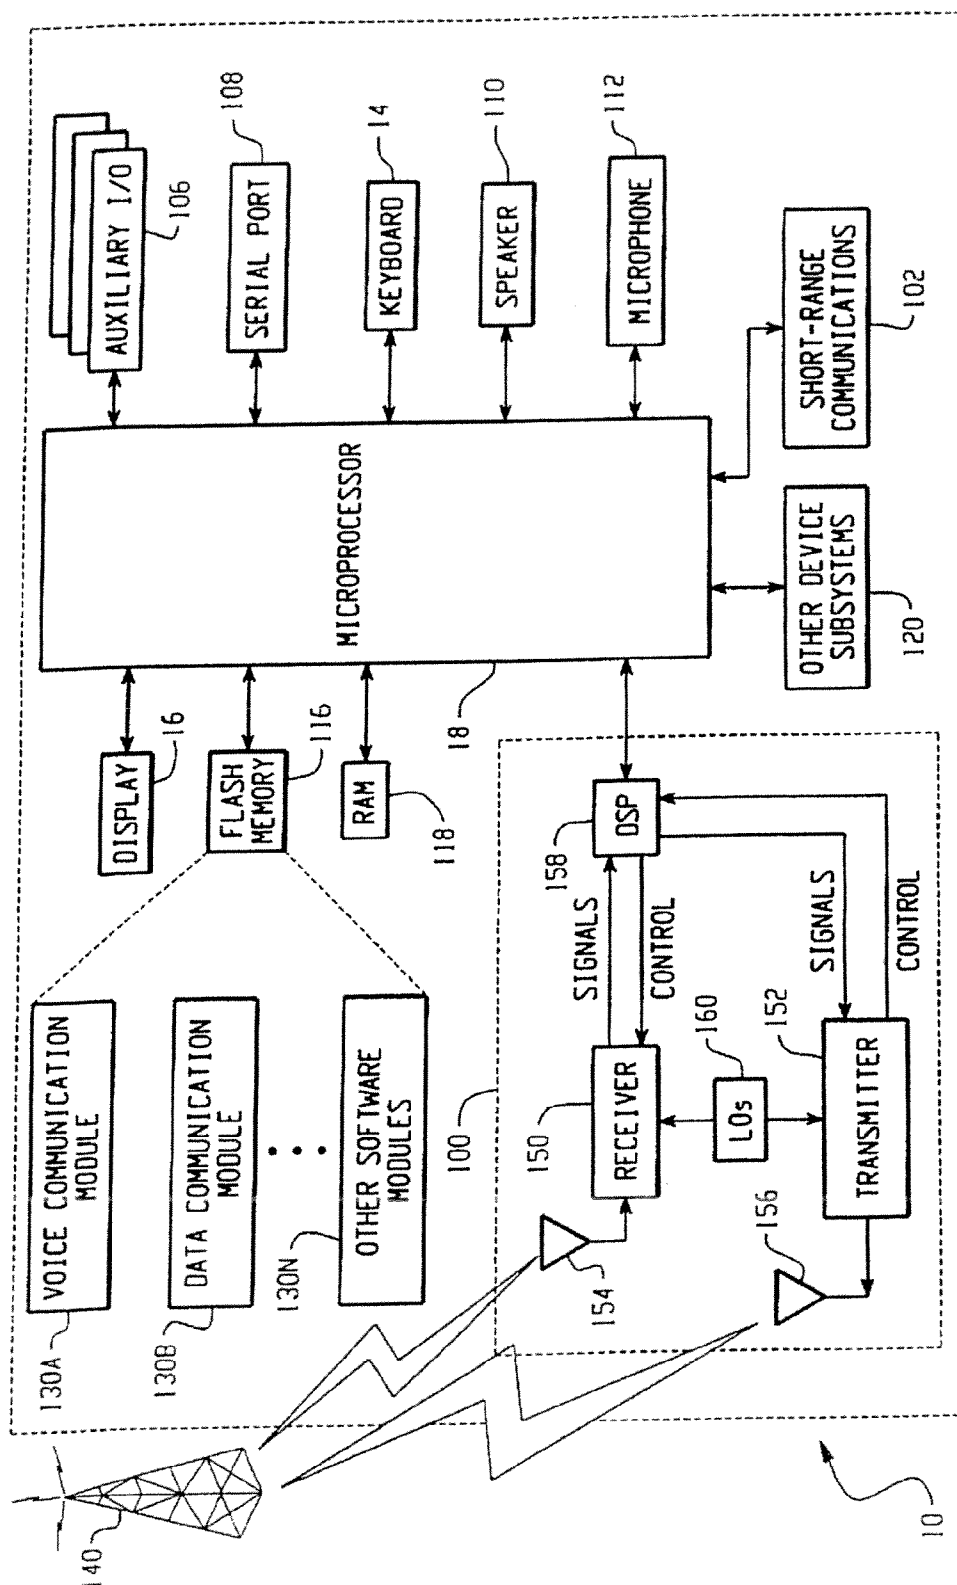 140
130A
VOICE COMMUNICATION
MODULE
130B
DATA COMMUNICATION
MODULE
130N
OTHER SOFTWARE
MODULES
DISPLAY
16
FLASH
MEMORY
116
RAM
118
18
MICROPROCESSOR
AUXILIARY I/O
106
SERIAL PORT
108
KEYBOARD
14
SPEAKER
110
MICROPHONE
112
100
154
150
RECEIVER
SIGNALS
CONTROL
158
DSP
160
LOs
156
152
TRANSMITTER
SIGNALS
CONTROL
OTHER DEVICE
SUBSYSTEMS
120
SHORT-RANGE
COMMUNICATIONS
102
10